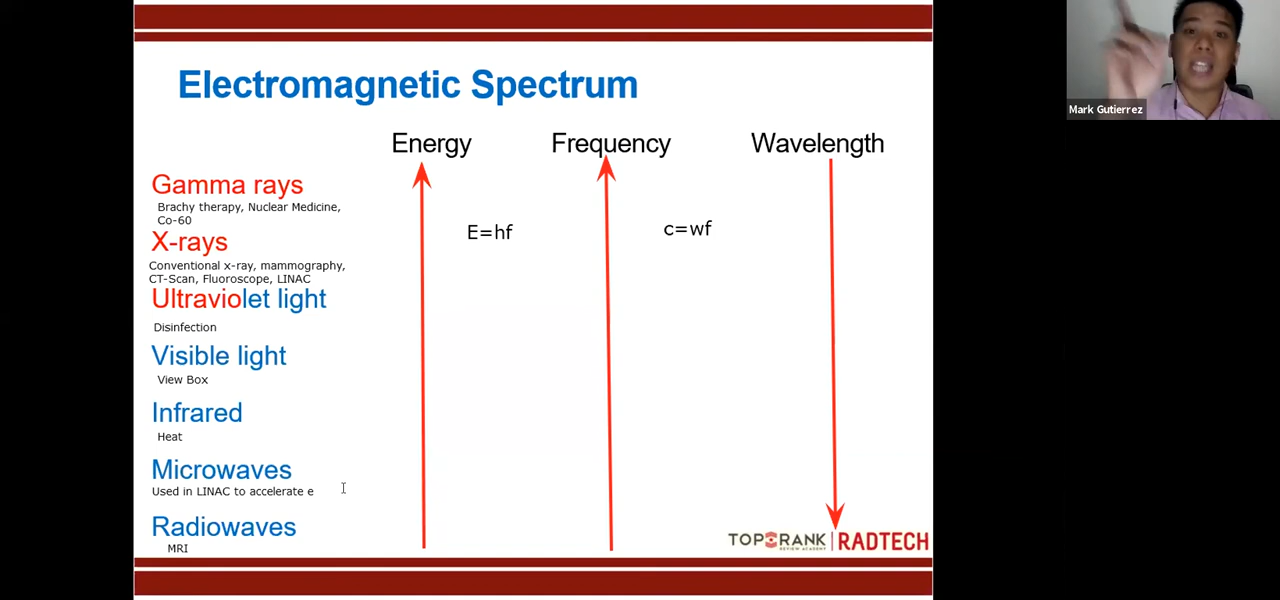 Electromagnetic Spectrum
Energy
Frequency
Wavelength
Gamma rays
Brachy therapy, Nuclear Medicine,
Co-60
X-rays
Conventional x-ray, mammography,
CT-Scan, Fluoroscope, LINAC
Ultraviolet light
Disinfection
Visible light
View Box
Infrared
Heat
Microwaves
Used in LINAC to accelerate e
Radiowaves
MRI
E=hf
c=wf
TOPRANK
REVIEW ACADEMY
RADTECH
Mark Gutierrez